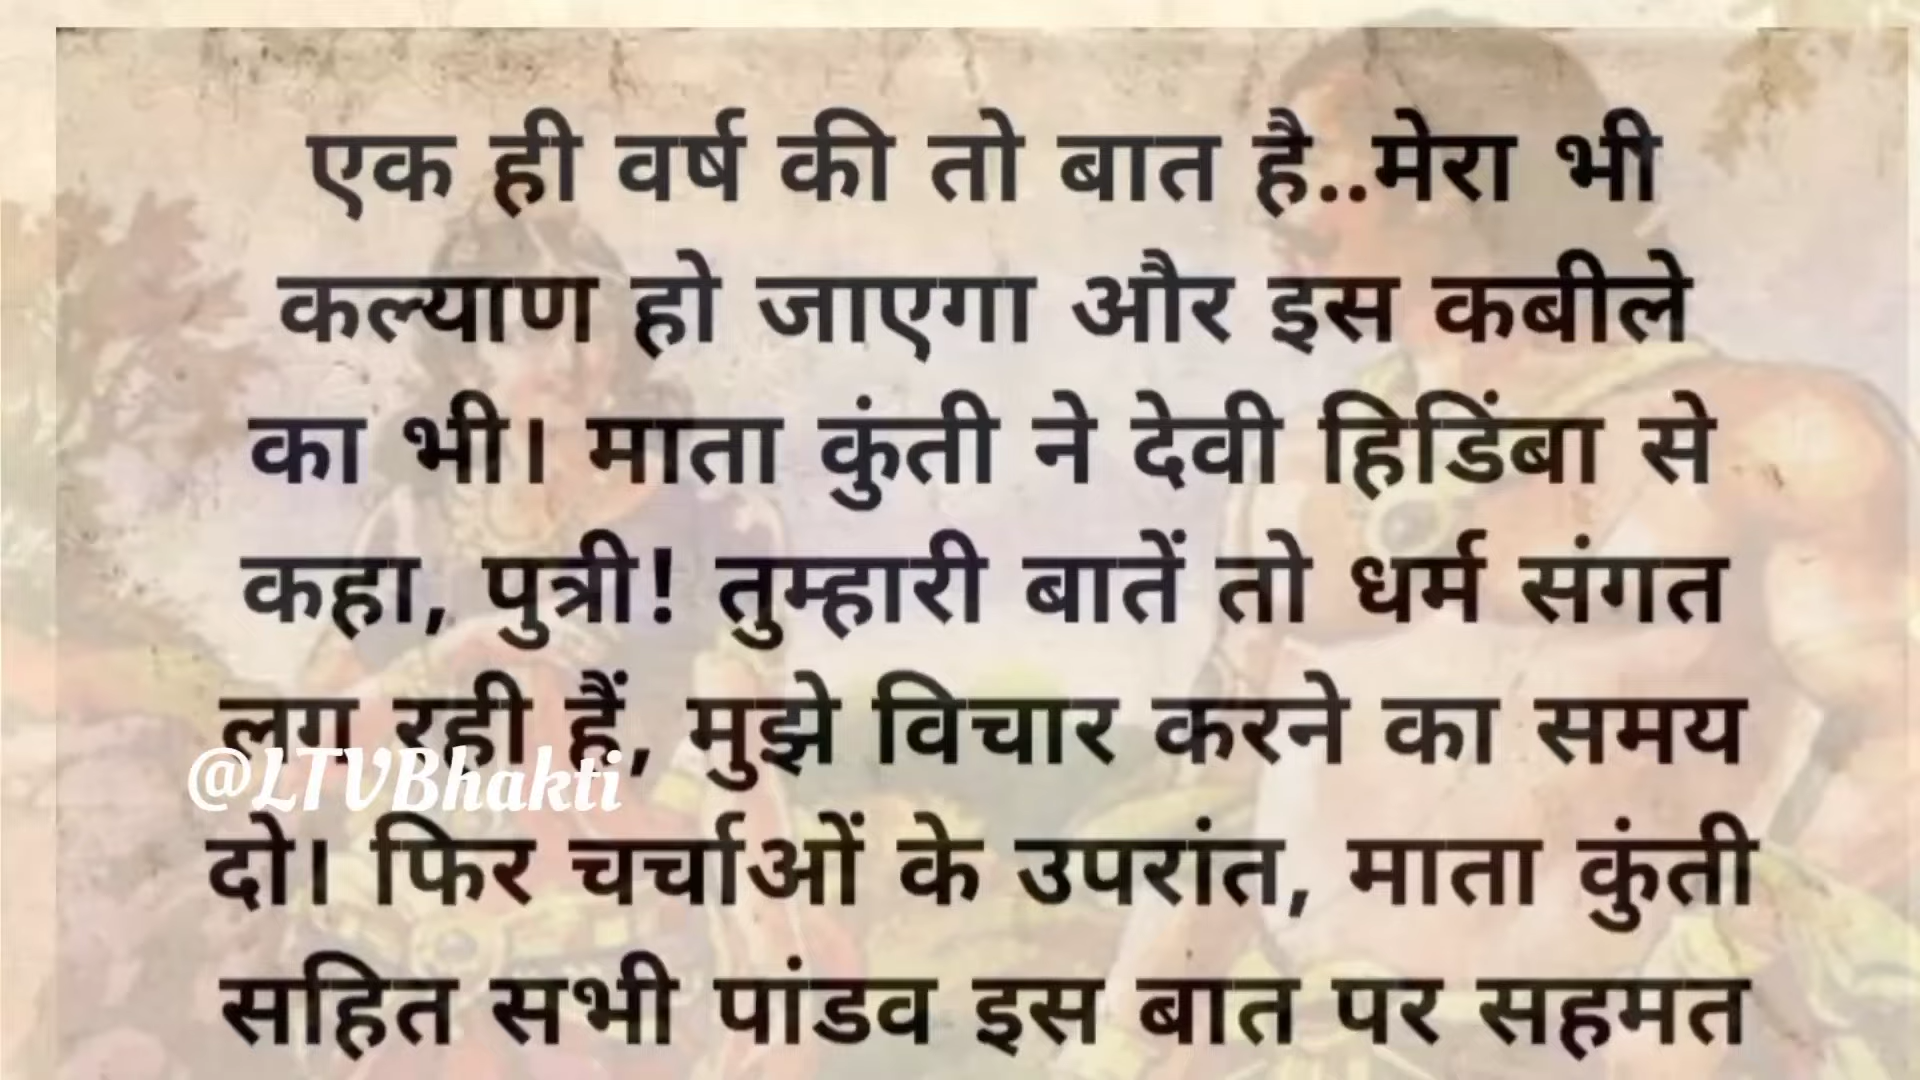 एक ही वर्ष की तो बात है..मेरा भी
कल्याण हो जाएगा और इस कबीले
का भी। माता कुंती ने देवी हिडिंबा से
कहा, पुत्री! तुम्हारी बातें तो धर्म संगत
लग रही हैं, मुझे विचार करने का समय
@LTVBhakti
दो। फिर चर्चाओं के उपरांत, माता कुंती
सहित सभी पांडव इस बात पर सहमत